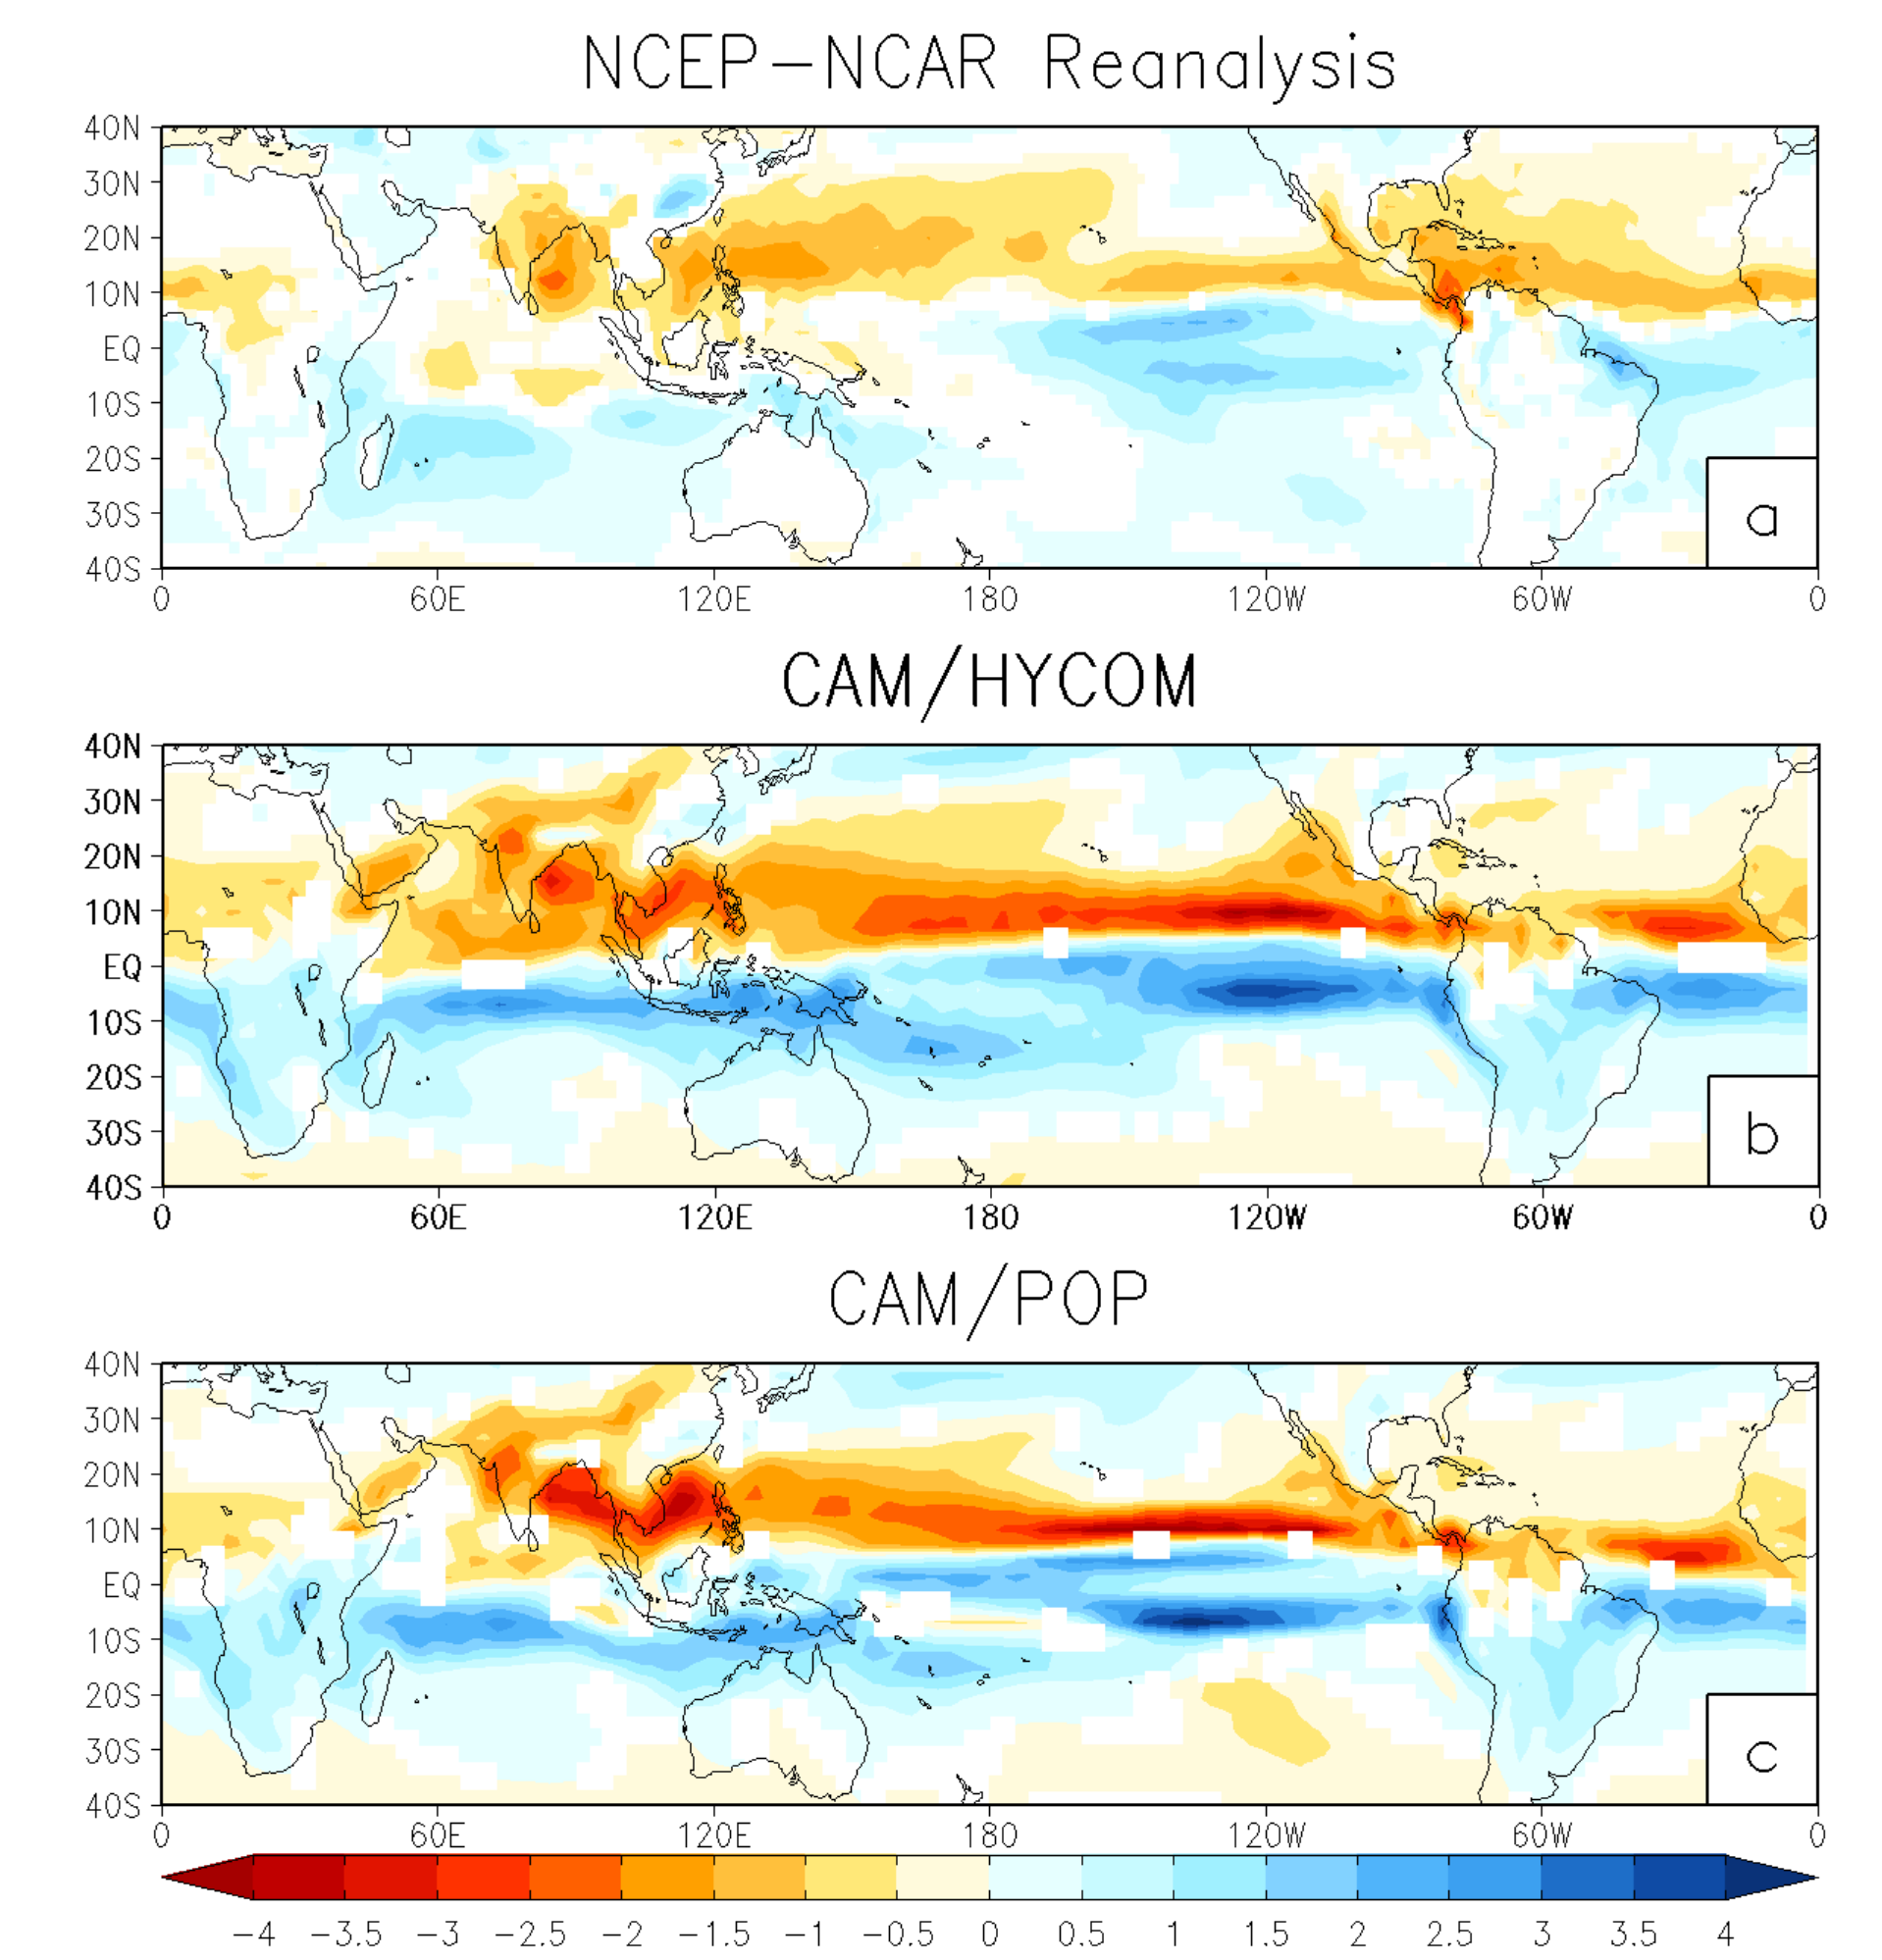 NCEP-NCAR Reanalysis
40N
30N
20N
10N
EQ
10S
20S
30S
40S
a
0 60E 120E 180 120W 60W 0
CAM/HYCOM
40N
30N
20N
10N
EQ
10S
20S
30S
40S
b
0 60E 120E 180 120W 60W 0
CAM/POP
40N
30N
20N
10N
EQ
10S
20S
30S
40S
c
0 60E 120E 180 120W 60W 0
-4 -3.5 -3 -2.5 -2 -1.5 -1 -0.5 0 0.5 1 1.5 2 2.5 3 3.5 4